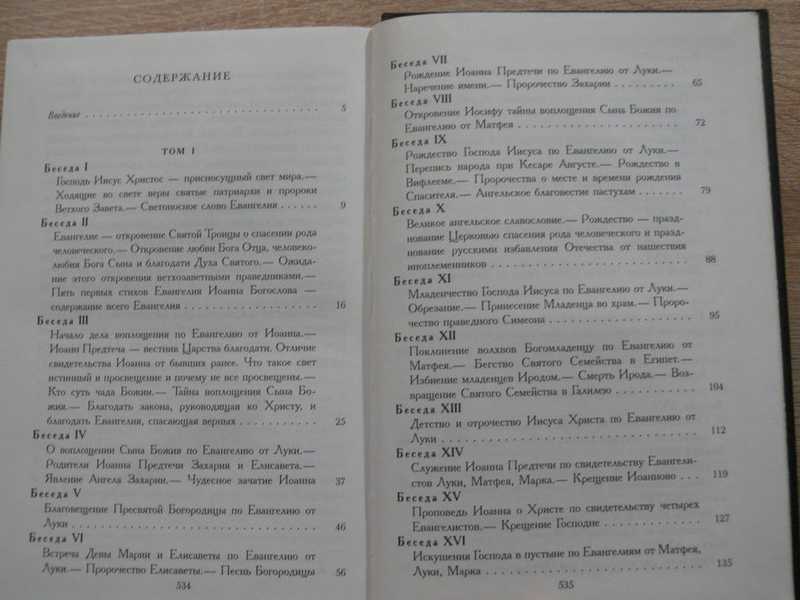 СОДЕРЖАНИЕ
Введение . . . . . . . . . . . . . . . . . . . . . . . . . . . . 5
ТОМ I
Беседа I
Господь Иисус Христос — присносущный свет мира.—
Ходящие во свете веры святые патриархи и пророки
Ветхого Завета.— Светоносное слово Евангелия . . . . . . 9
Беседа II
Евангелие — откровение Святой Троицы о спасении рода
человеческого.— Откровение любви Бога Отца, человеко-
любия Бога Сына и благодати Духа Святого.— Ожида-
ние этого откровения ветхозаветными праведниками.—
Пять первых стихов Евангелия Иоанна Богослова —
содержание всего Евангелия . . . . . . . . . . . . . . . . 16
Беседа III
Начало дела воплощения по Евангелию от Иоанна.—
Иоанн Предтеча — вестник Царства благодати. Отличие
свидетельства Иоанна от бывших ранее. Что такое свет
истинный и просвещение и почему не все просвещены.—
Кто суть чада Божии.— Тайна воплощения Сына Бо-
жия.— Благодать закона, руководящая ко Христу, и
благодать Евангелия, спасающая верных . . . . . . . . . . 25
Беседа IV
О воплощении Сына Божия по Евангелию от Луки.—
Родители Иоанна Предтечи Захария и Елисавета.—
Явление Ангела Захарии.— Чудесное зачатие Иоанна 37
Беседа V
Благовещение Пресвятой Богородицы по Евангелию от
Луки . . . . . . . . . . . . . . . . . . . . . . . . . . . . 46
Беседа VI
Встреча Девы Марии и Елисаветы по Евангелию от
Луки.— Пророчество Елисаветы.— Песнь Богородицы 56
534
Беседа VII
Рождение Иоанна Предтечи по Евангелию от Луки.—
Наречение имени.— Пророчество Захарии . . . . . . . . . 65
Беседа VIII
Откровение Иосифу тайны воплощения Сына Божия по
Евангелию от Матфея . . . . . . . . . . . . . . . . . . . . 72
Беседа IX
Рождество Господа Иисуса по Евангелию от Луки.—
Перепись народа при Кесаре Августе.— Рождество в
Вифлееме.— Пророчества о месте и времени рождения
Спасителя.— Ангельское благовестие пастухам . . . . . . . 79
Беседа X
Великое ангельское славословие.— Рождество — празд-
нование Церковью спасения рода человеческого и празд-
нование русскими избавления Отечества от нашествия
иноплеменников . . . . . . . . . . . . . . . . . . . . . . . 88
Беседа XI
Младенчество Господа Иисуса по Евангелию от Луки.—
Обрезание.— Принесение Младенца во храм.— Проро-
чество праведного Симеона . . . . . . . . . . . . . . . . . 95
Беседа XII
Поклонение волхвов Богомладенцу по Евангелию от
Матфея.— Бегство Святого Семейства в Египет.—
Избиение младенцев Иродом.— Смерть Ирода.— Воз-
вращение Святого Семейства в Галилею . . . . . . . . . . 104
Беседа XIII
Детство и отрочество Иисуса Христа по Евангелию от
Луки . . . . . . . . . . . . . . . . . . . . . . . . . . . . 112
Беседа XIV
Служение Иоанна Предтечи по свидетельству Евангели-
стов Луки, Матфея, Марка.— Крещение Иоанново . . . . 119
Беседа XV
Проповедь Иоанна о Христе по свидетельству четырех
Евангелистов.— Крещение Господне . . . . . . . . . . . . 127
Беседа XVI
Искушения Господа в пустыне по Евангелиям от Матфея,
Луки, Марка . . . . . . . . . . . . . . . . . . . . . . . . 135
535